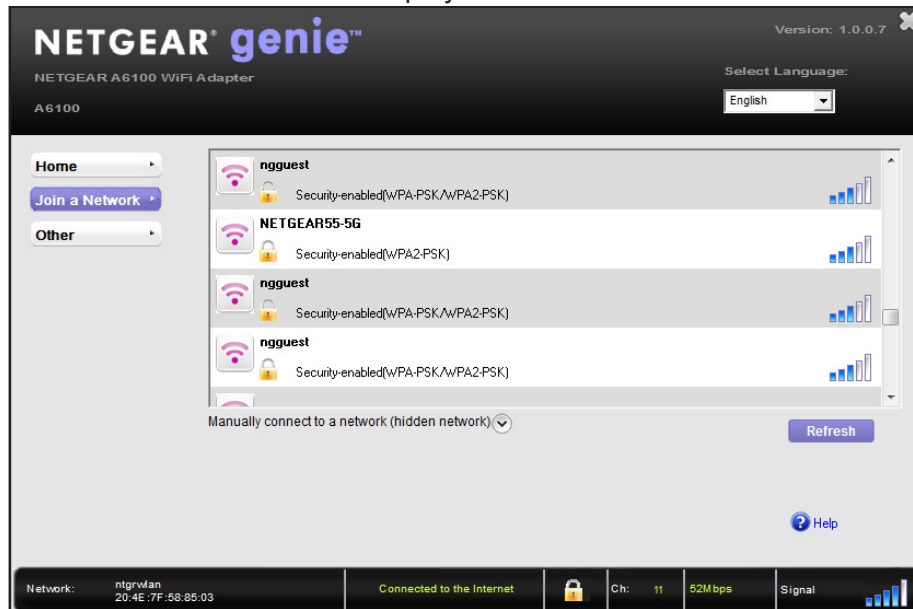 NETGEAR® genie™
Version: 1.0.0.7
NETGEAR A6100 WiFi Adapter
Select Language:
A6100
English
Home
Join a Network
Other
ngguest
Security-enabled(WPA-PSK/WPA2-PSK)
NETGEAR55-5G
Security-enabled(WPA2-PSK)
ngguest
Security-enabled(WPA-PSK/WPA2-PSK)
ngguest
Security-enabled(WPA-PSK/WPA2-PSK)
Manually connect to a network (hidden network)
Refresh
? Help
Network: ntgrwlan
20:4E:7F:58:85:03
Connected to the Internet
Ch: 11
52Mbps
Signal